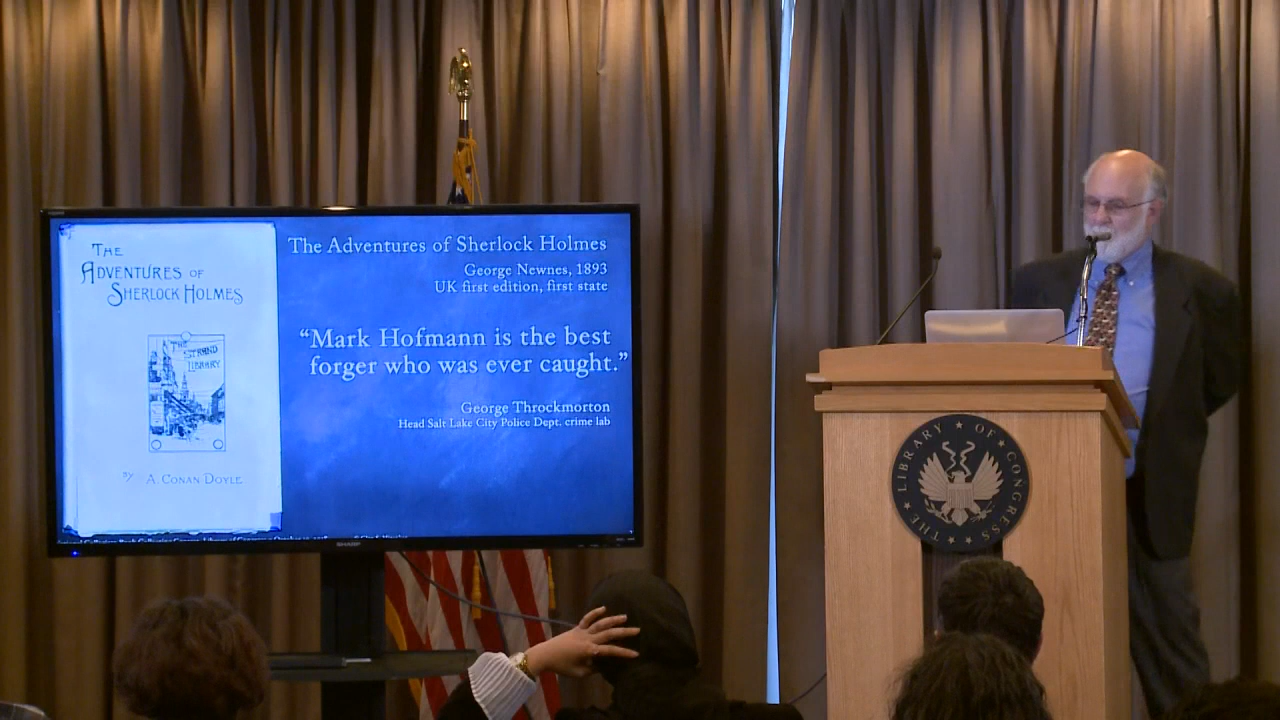 THE
ADVENTURES OF
SHERLOCK HOLMES
THE
STRAND
LIBRARY
BY A. CONAN DOYLE
The Adventures of Sherlock Holmes
George Newnes, 1893
UK first edition, first state
“Mark Hofmann is the best
forger who was ever caught.”
George Throckmorton
Head Salt Lake City Police Dept. crime lab
SHARP
THE LIBRARY OF CONGRESS